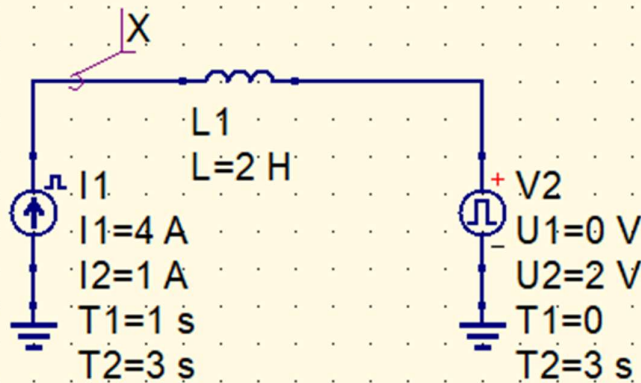 X
L1
L=2 H
I1
I1=4 A
I2=1 A
T1=1 s
T2=3 s
+
V2
U1=0 V
U2=2 V
T1=0
T2=3 s
–